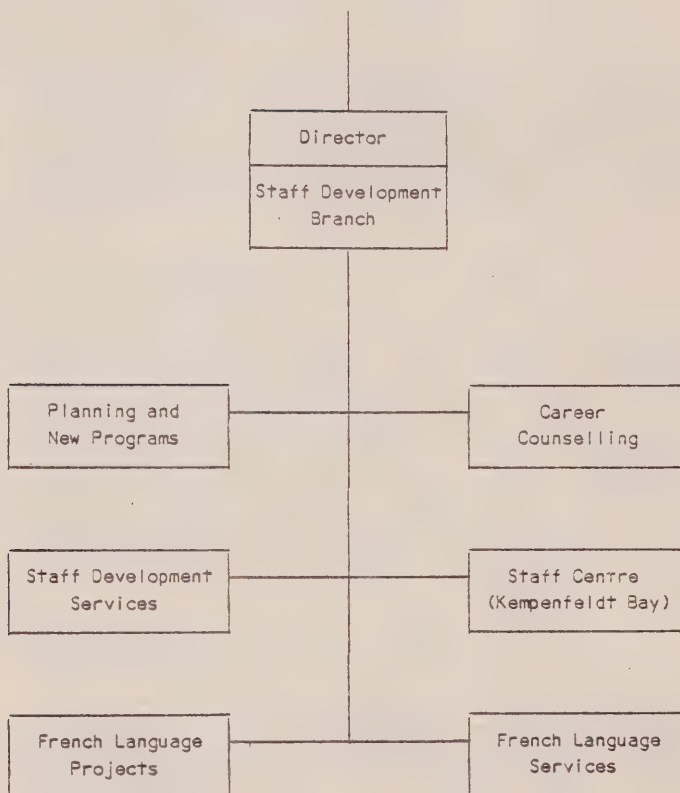 Director
Staff Development
Branch
Planning and
New Programs
Career
Counselling
Staff Development
Services
Staff Centre
(Kempenfeldt Bay)
French Language
Projects
French Language
Services